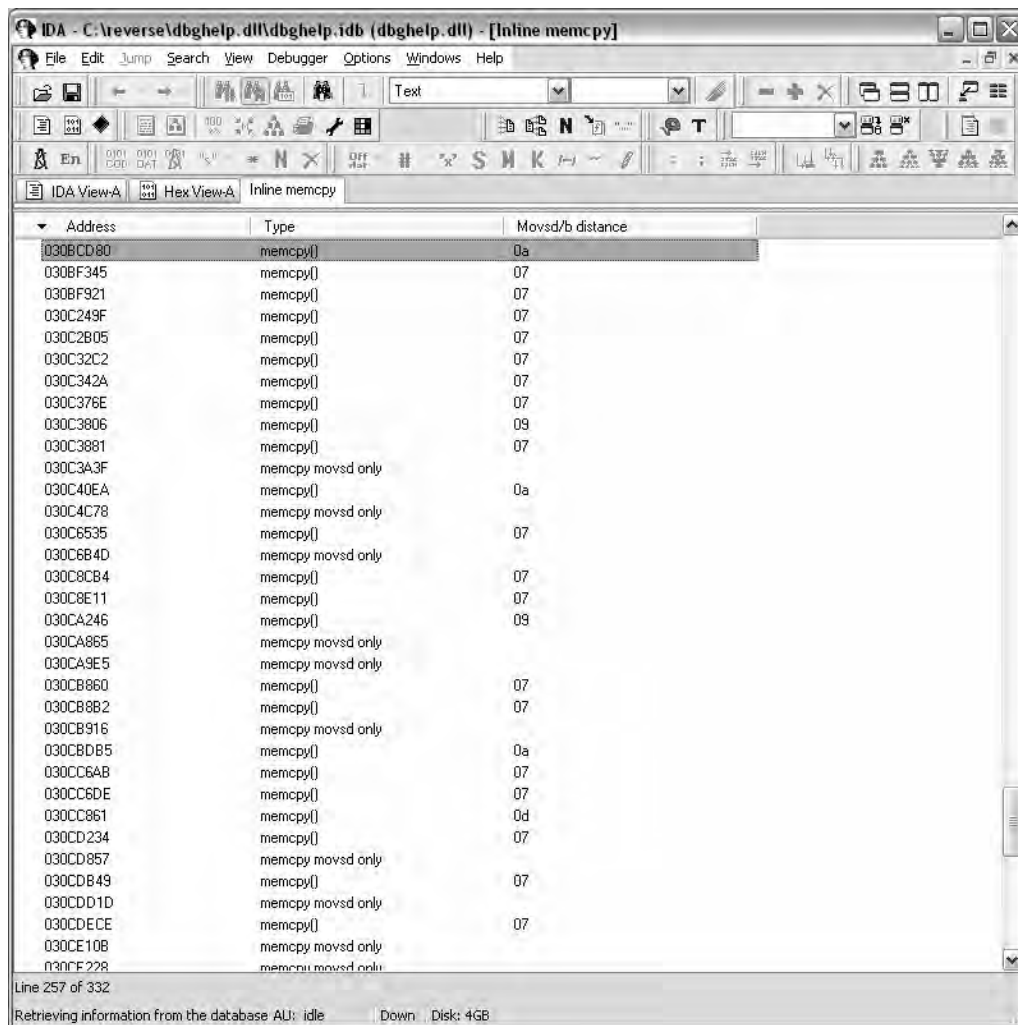 IDA - C:\reverse\dbghelp.dll\dbghelp.idb (dbghelp.dll) - [Inline memcpy]
File Edit Jump Search View Debugger Options Windows Help
Text
En N T S M K
IDA View-A Hex View-A Inline memcpy
Address Type Movsd/b distance
030BCD80 memcpy() 0a
030BF345 memcpy() 07
030BF921 memcpy() 07
030C249F memcpy() 07
030C2B05 memcpy() 07
030C32C2 memcpy() 07
030C342A memcpy() 07
030C376E memcpy() 07
030C3806 memcpy() 09
030C3881 memcpy() 07
030C3A3F memcpy movsd only
030C40EA memcpy() 0a
030C4C78 memcpy movsd only
030C6535 memcpy() 07
030C6B4D memcpy movsd only
030C8CB4 memcpy() 07
030C8E11 memcpy() 07
030CA246 memcpy() 09
030CA865 memcpy movsd only
030CA9E5 memcpy movsd only
030CB860 memcpy() 07
030CB8B2 memcpy() 07
030CB916 memcpy movsd only
030CBDB5 memcpy() 0a
030CC6AB memcpy() 07
030CC6DE memcpy() 07
030CC861 memcpy() 0d
030CD234 memcpy() 07
030CD857 memcpy movsd only
030CDB49 memcpy() 07
030CDD1D memcpy movsd only
030CDECE memcpy() 07
030CE10B memcpy movsd only
030CE228 memcpy movsd only
Line 257 of 332
Retrieving information from the database AU: idle Down Disk: 4GB